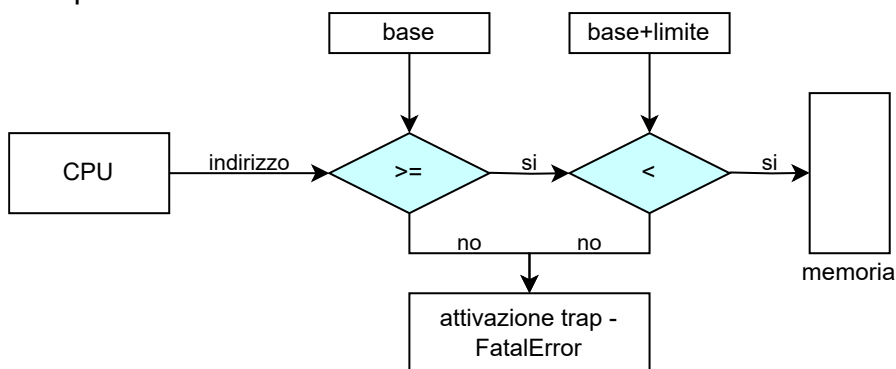 base
base+limite
CPU
indirizzo
>=
si
<
si
no
no
memoria
attivazione trap -
FatalError